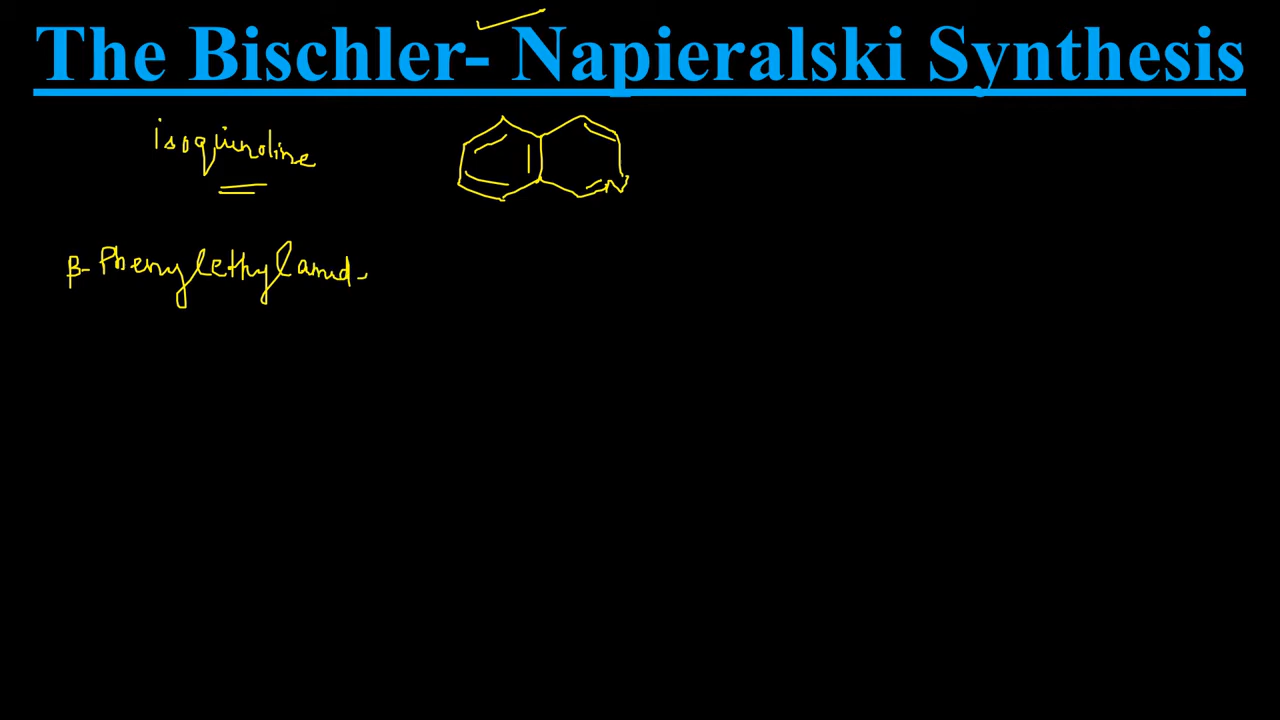 The Bischler- Napieralski Synthesis
isoquinoline
N
β- Phenylethylamid-